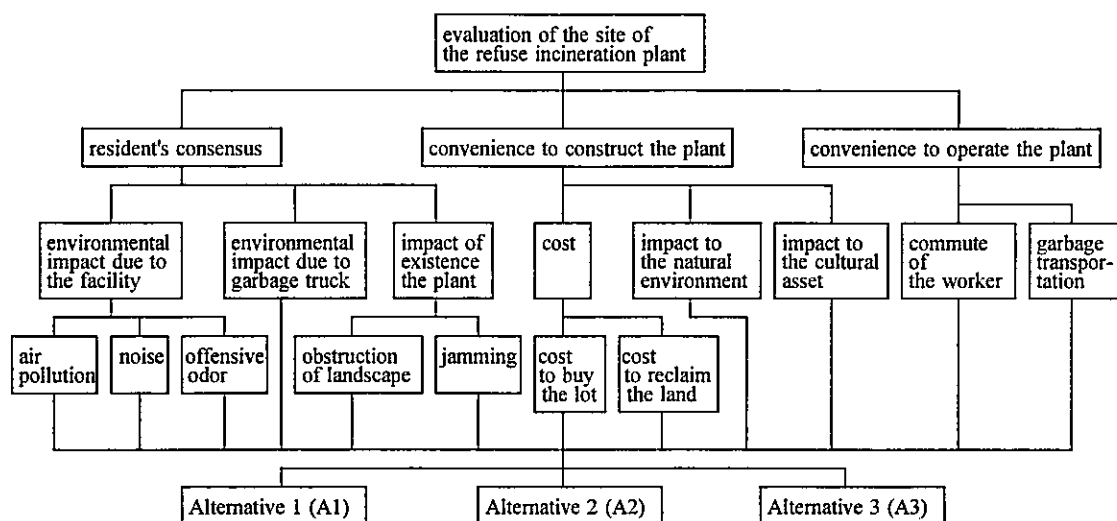 evaluation of the site of
the refuse incineration plant
resident's consensus
convenience to construct the plant
convenience to operate the plant
environmental
impact due to
the facility
environmental
impact due to
garbage truck
impact of
existence
the plant
cost
impact to
the natural
environment
impact to
the cultural
asset
commute
of
the worker
garbage
transpor-
tation
air
pollution
noise
offensive
odor
obstruction
of landscape
jamming
cost
to buy
the lot
cost
to reclaim
the land
Alternative 1 (A1)
Alternative 2 (A2)
Alternative 3 (A3)